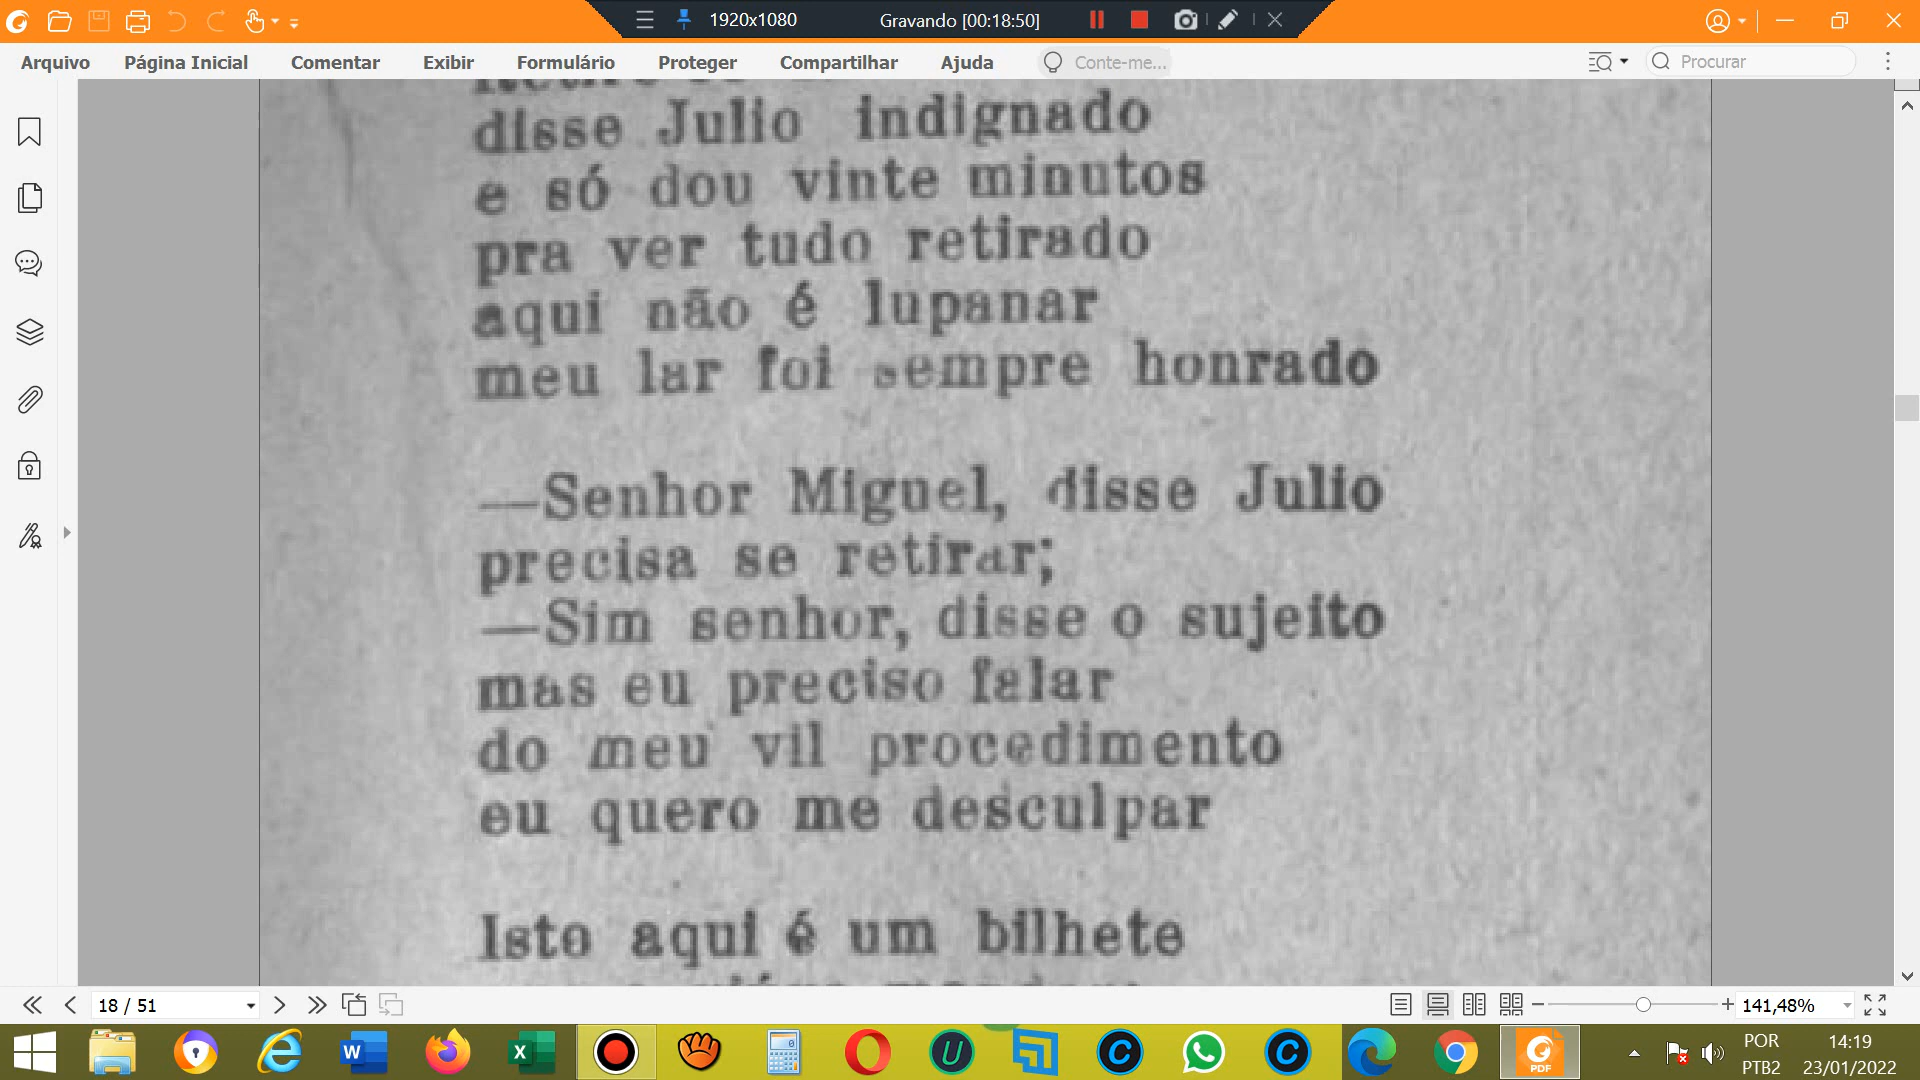 1920x1080
Gravando [00:18:50]
Arquivo Página Inicial Comentar Exibir Formulário Proteger Compartilhar Ajuda Conte-me... Procurar
disse Julio indignado
e só dou vinte minutos
pra ver tudo retirado
aqui não é lupanar
meu lar foi sempre honrado
—Senhor Miguel, disse Julio
precisa se retirar;
—Sim senhor, disse o sujeito
mas eu preciso falar
do meu vil procedimento
eu quero me desculpar
Isto aqui é um bilhete
18 / 51
141,48%
POR
PTB2
14:19
23/01/2022